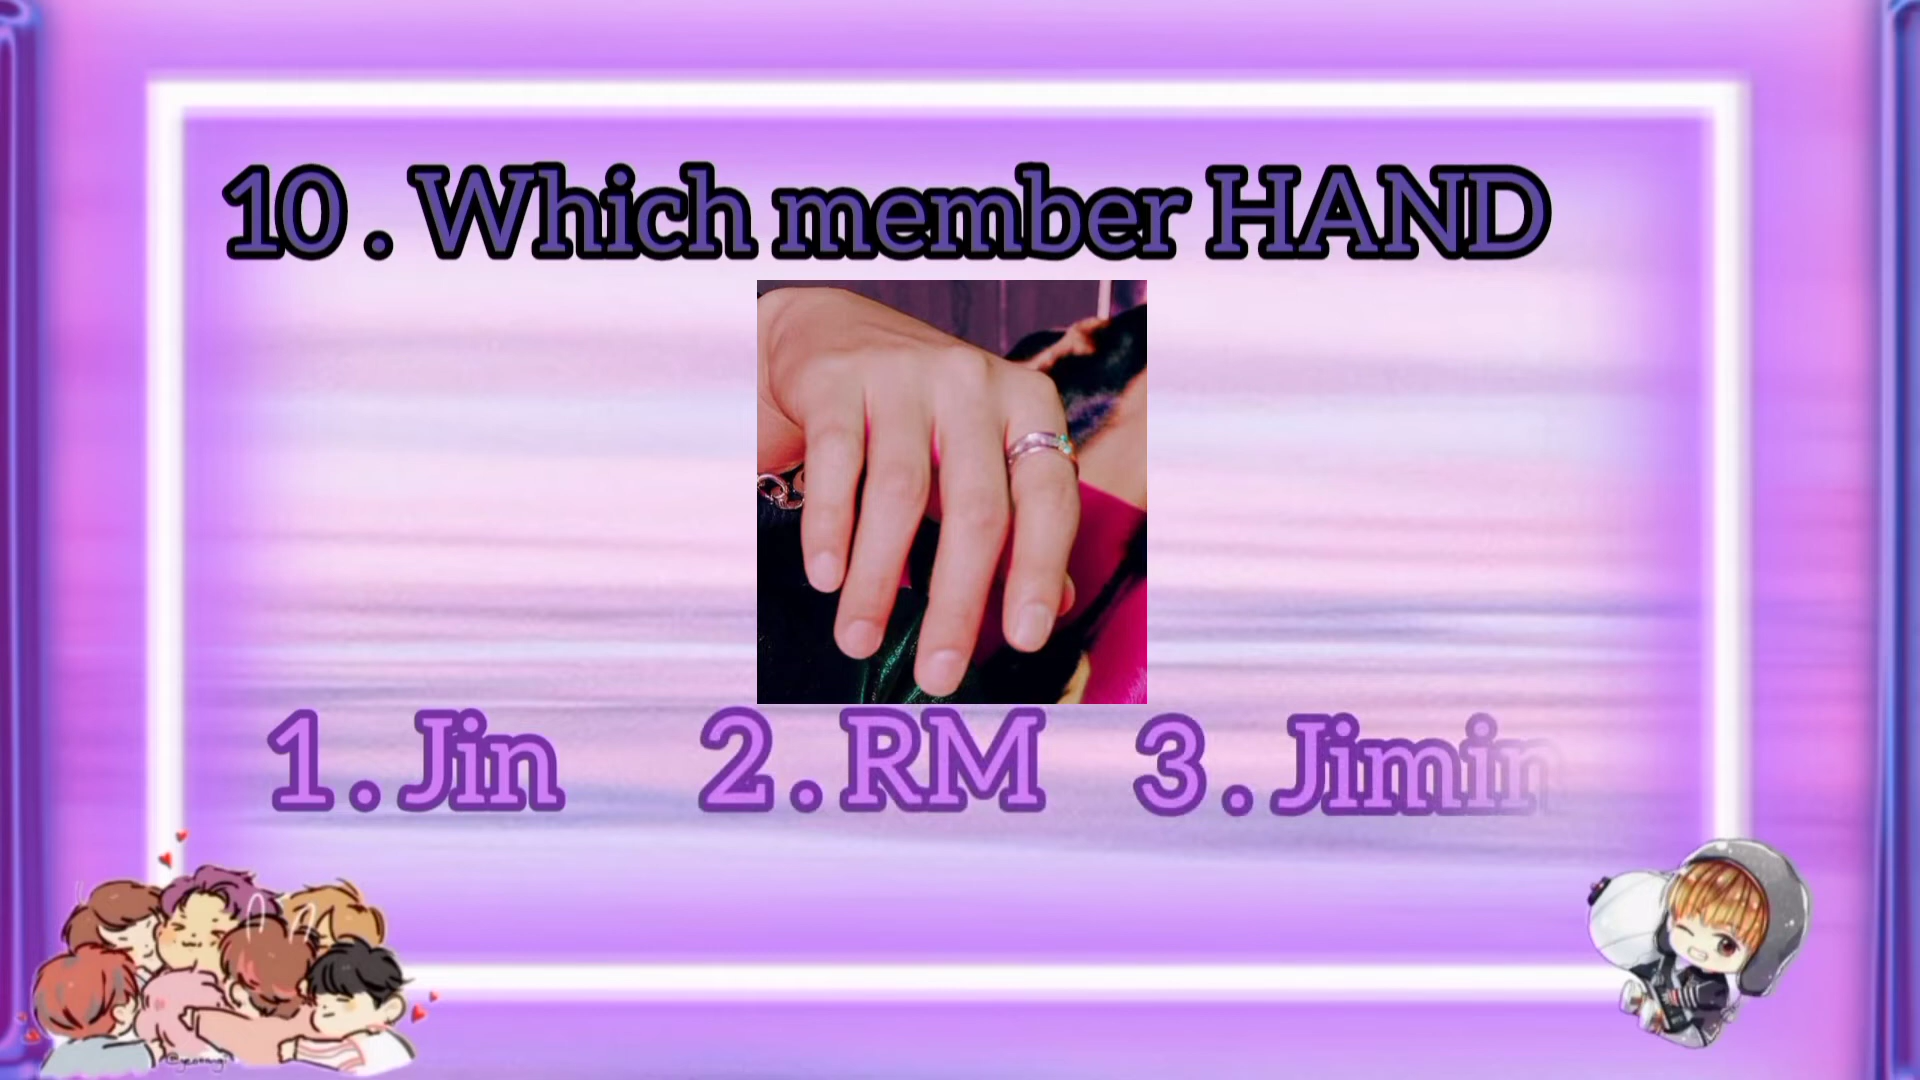 10 . Which member HAND
1 . Jin 2 . RM 3 . Jimin